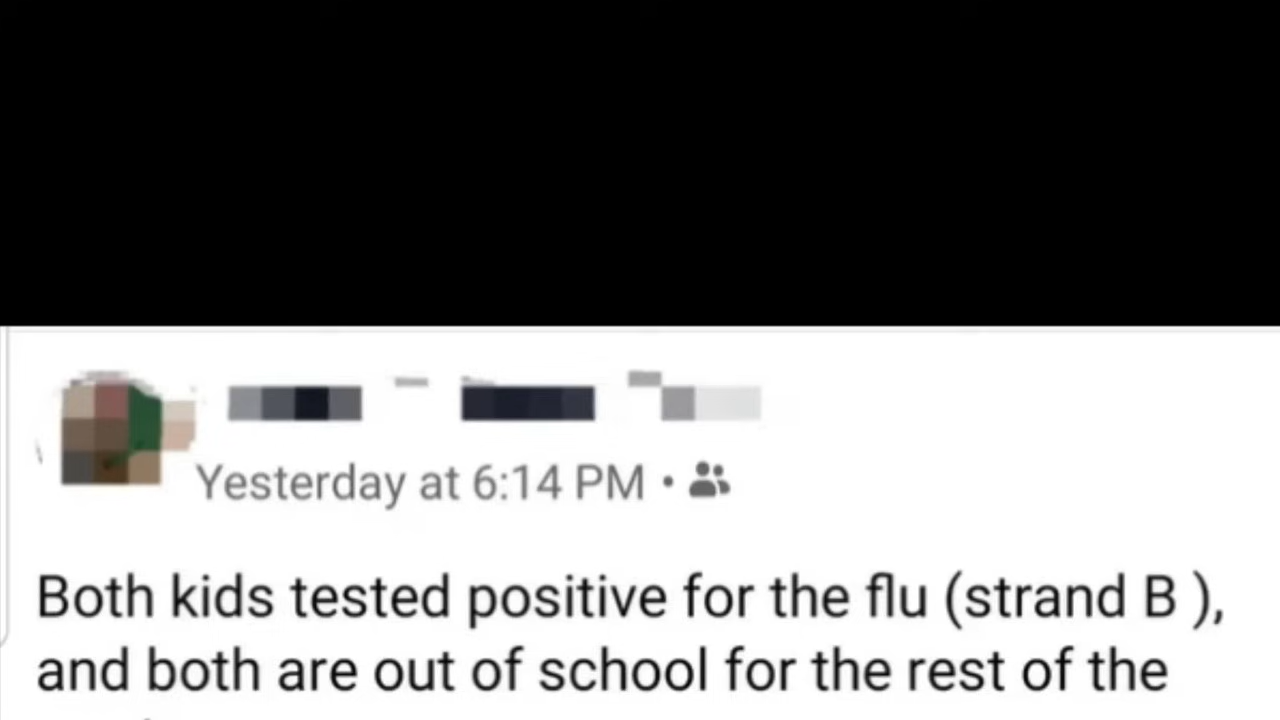 Yesterday at 6:14 PM •
Both kids tested positive for the flu (strand B ),
and both are out of school for the rest of the